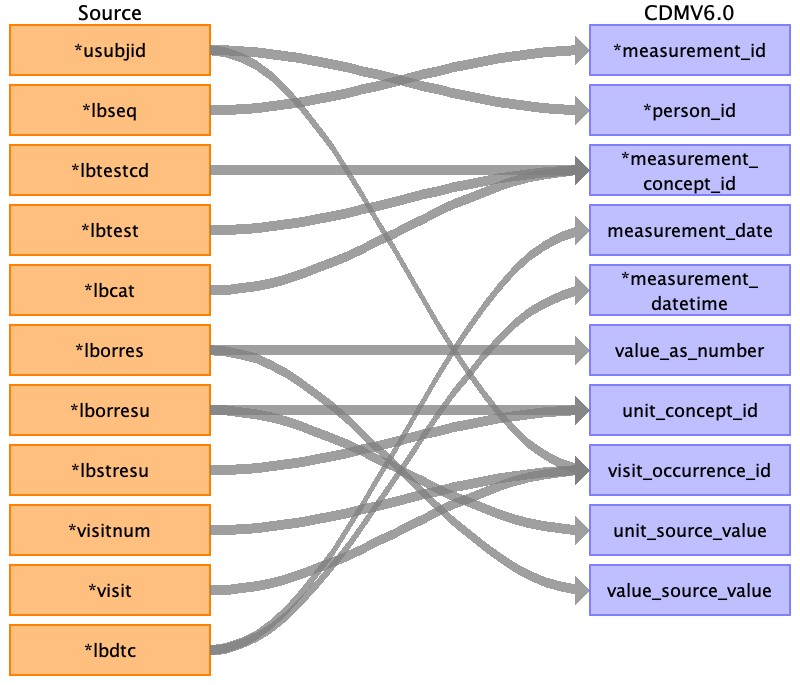 Source
CDMV6.0
*usubjid
*measurement_id
*lbseq
*person_id
*lbtestcd
*measurement_
concept_id
*lbtest
measurement_date
*lbcat
*measurement_
datetime
*lborres
value_as_number
*lborresu
unit_concept_id
*lbstresu
visit_occurrence_id
*visitnum
unit_source_value
*visit
value_source_value
*lbdtc